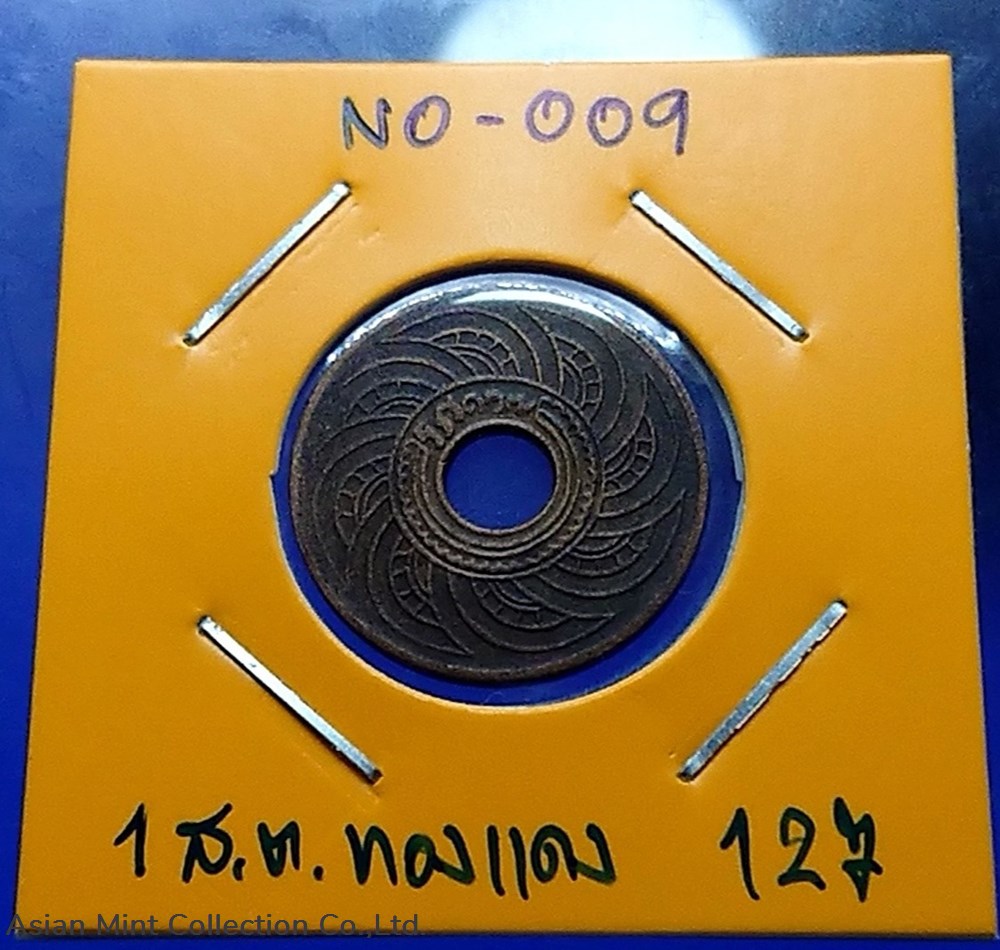 NO-009
1 ส.ต. ทองแดง 127
Asian Mint Collection Co.,Ltd.